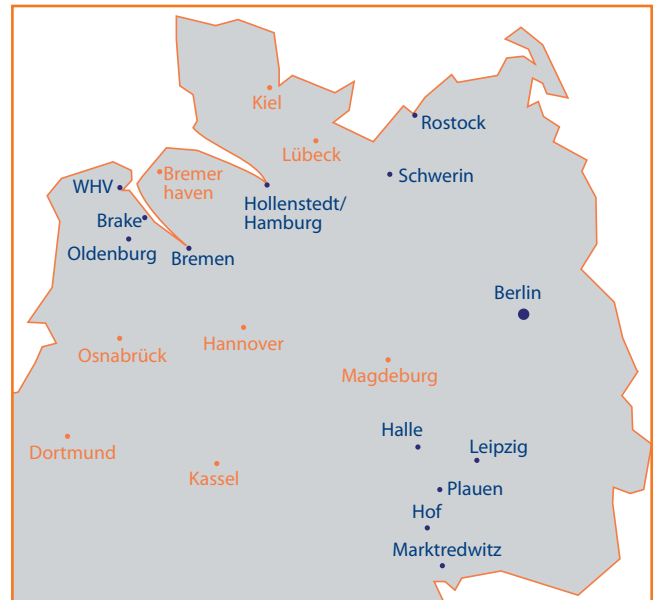 Kiel
Rostock
Lübeck
Bremer
haven
Schwerin
WHV
Hollenstedt/
Hamburg
Brake
Oldenburg
Bremen
Berlin
Hannover
Osnabrück
Magdeburg
Halle
Leipzig
Dortmund
Kassel
Plauen
Hof
Marktredwitz